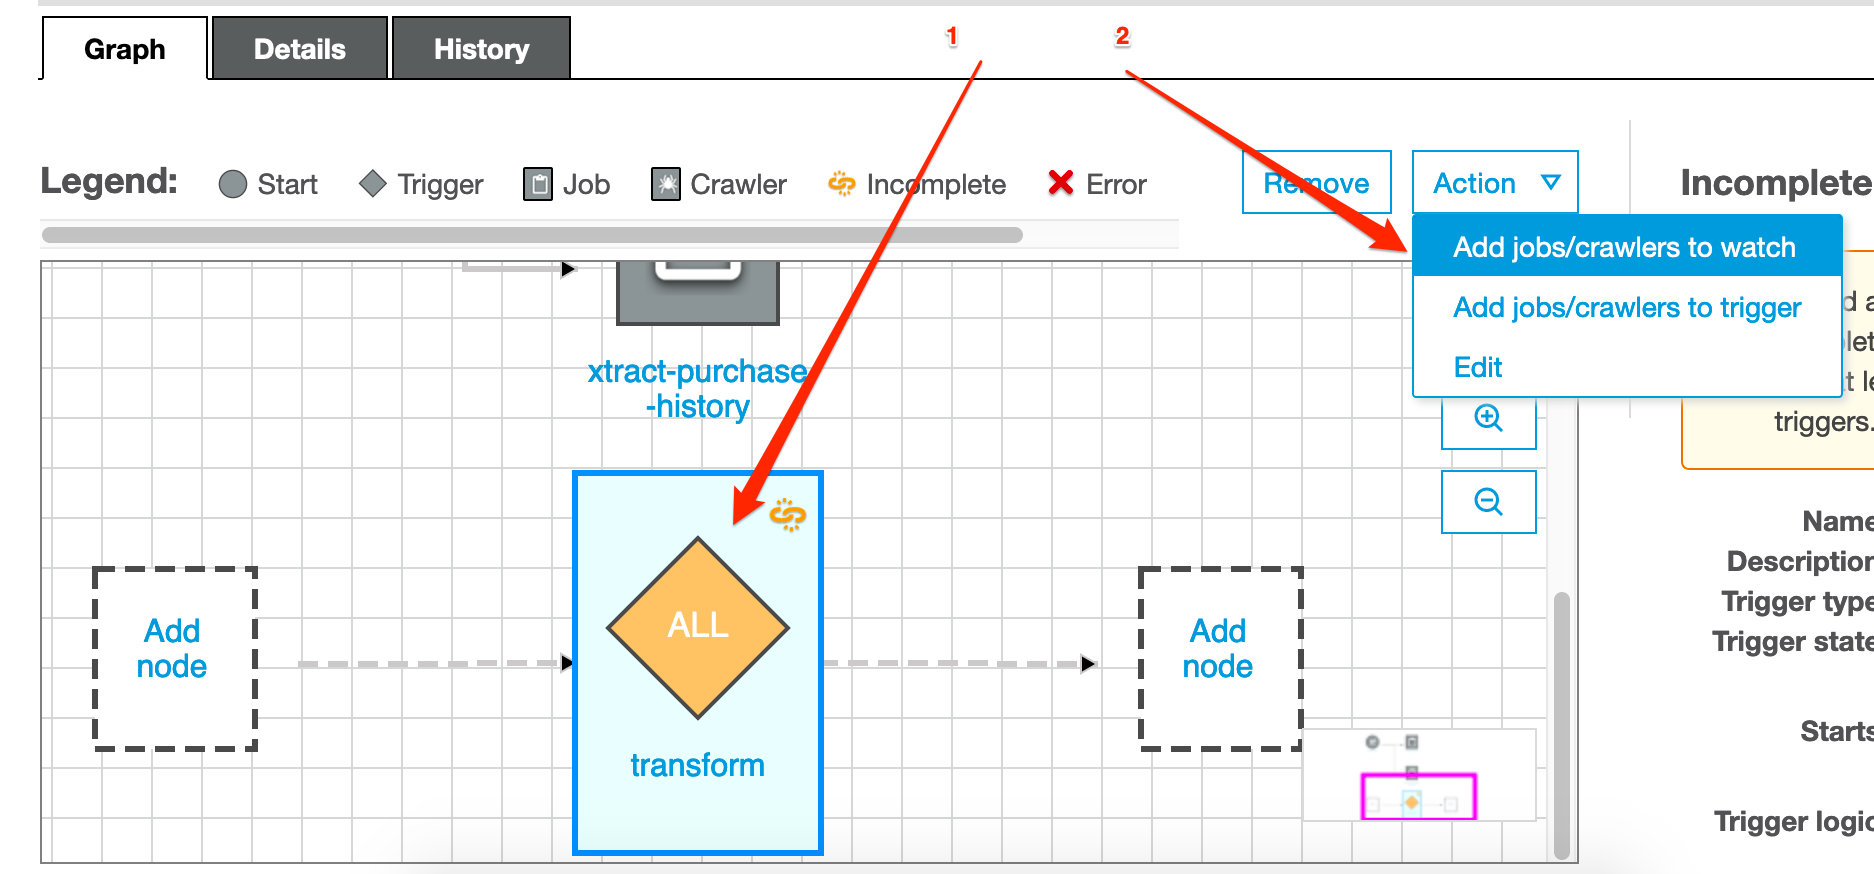 1
2
Graph
Details
History
Legend:
Start
Trigger
Job
Crawler
Incomplete
Error
Remove
Action
Incomplete
Add jobs/crawlers to watch
Add jobs/crawlers to trigger
Edit
triggers.
xtract-purchase
-history
Add
node
ALL
transform
Add
node
Name
Description
Trigger type
Trigger state
Starts
Trigger logic